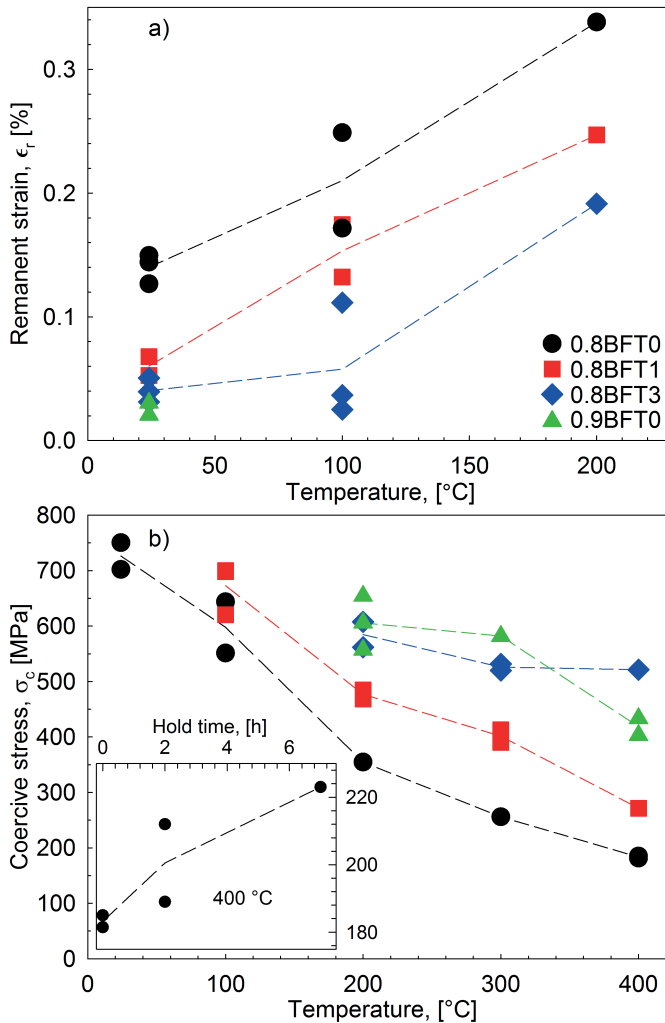 a)
0.3
0.2
0.1
0.0
Remanent strain, ϵr [%]
0.8BFT0
0.8BFT1
0.8BFT3
0.9BFT0
0 50 100 150 200
Temperature, [°C]
b)
800
700
600
500
400
300
200
100
0
Coercive stress, σc [MPa]
Hold time, [h]
0 2 4 6
220
200
180
400 °C
0 100 200 300 400
Temperature, [°C]